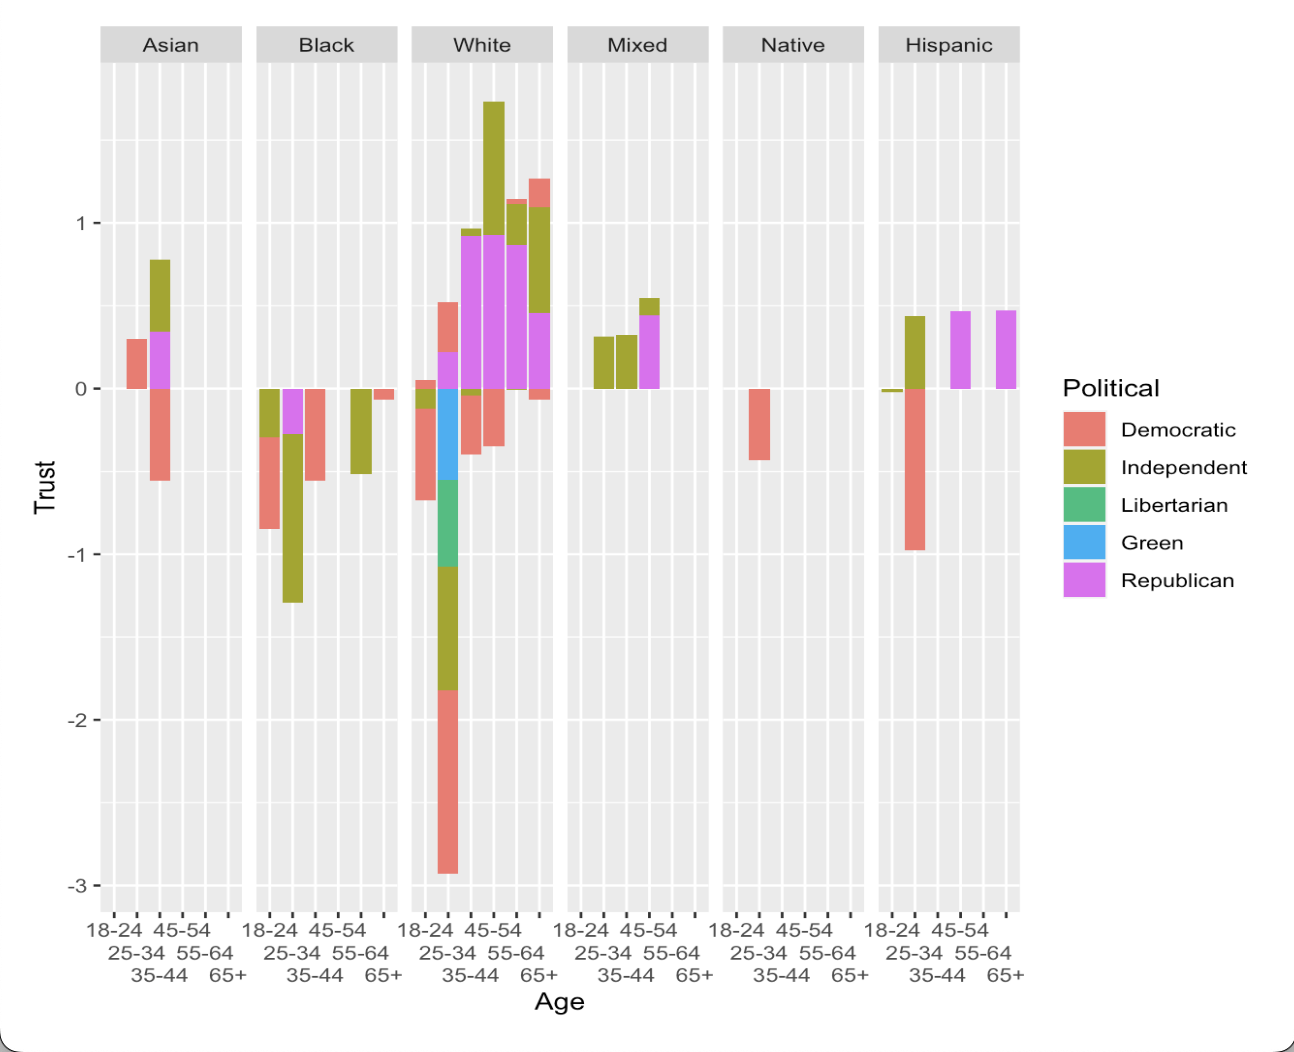 Asian Black White Mixed Native Hispanic
Trust
1
0
-1
-2
-3
18-24 45-54 18-24 45-54 18-24 45-54 18-24 45-54 18-24 45-54 18-24 45-54
25-34 55-64 25-34 55-64 25-34 55-64 25-34 55-64 25-34 55-64 25-34 55-64
35-44 65+ 35-44 65+ 35-44 65+ 35-44 65+ 35-44 65+ 35-44 65+
Age
Political
Democratic
Independent
Libertarian
Green
Republican